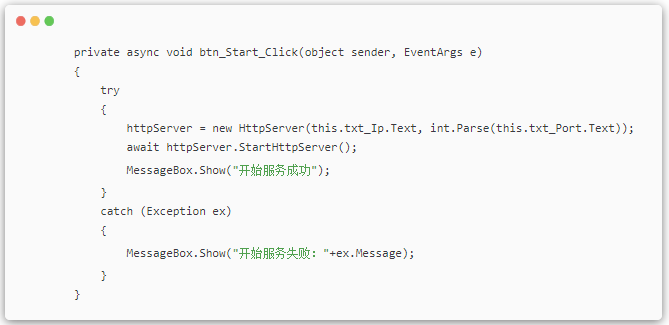 private async void btn_Start_Click(object sender, EventArgs e)
{
try
{
httpServer = new HttpServer(this.txt_Ip.Text, int.Parse(this.txt_Port.Text));
await httpServer.StartHttpServer();
MessageBox.Show("开始服务成功");
}
catch (Exception ex)
{
MessageBox.Show("开始服务失败："+ex.Message);
}
}